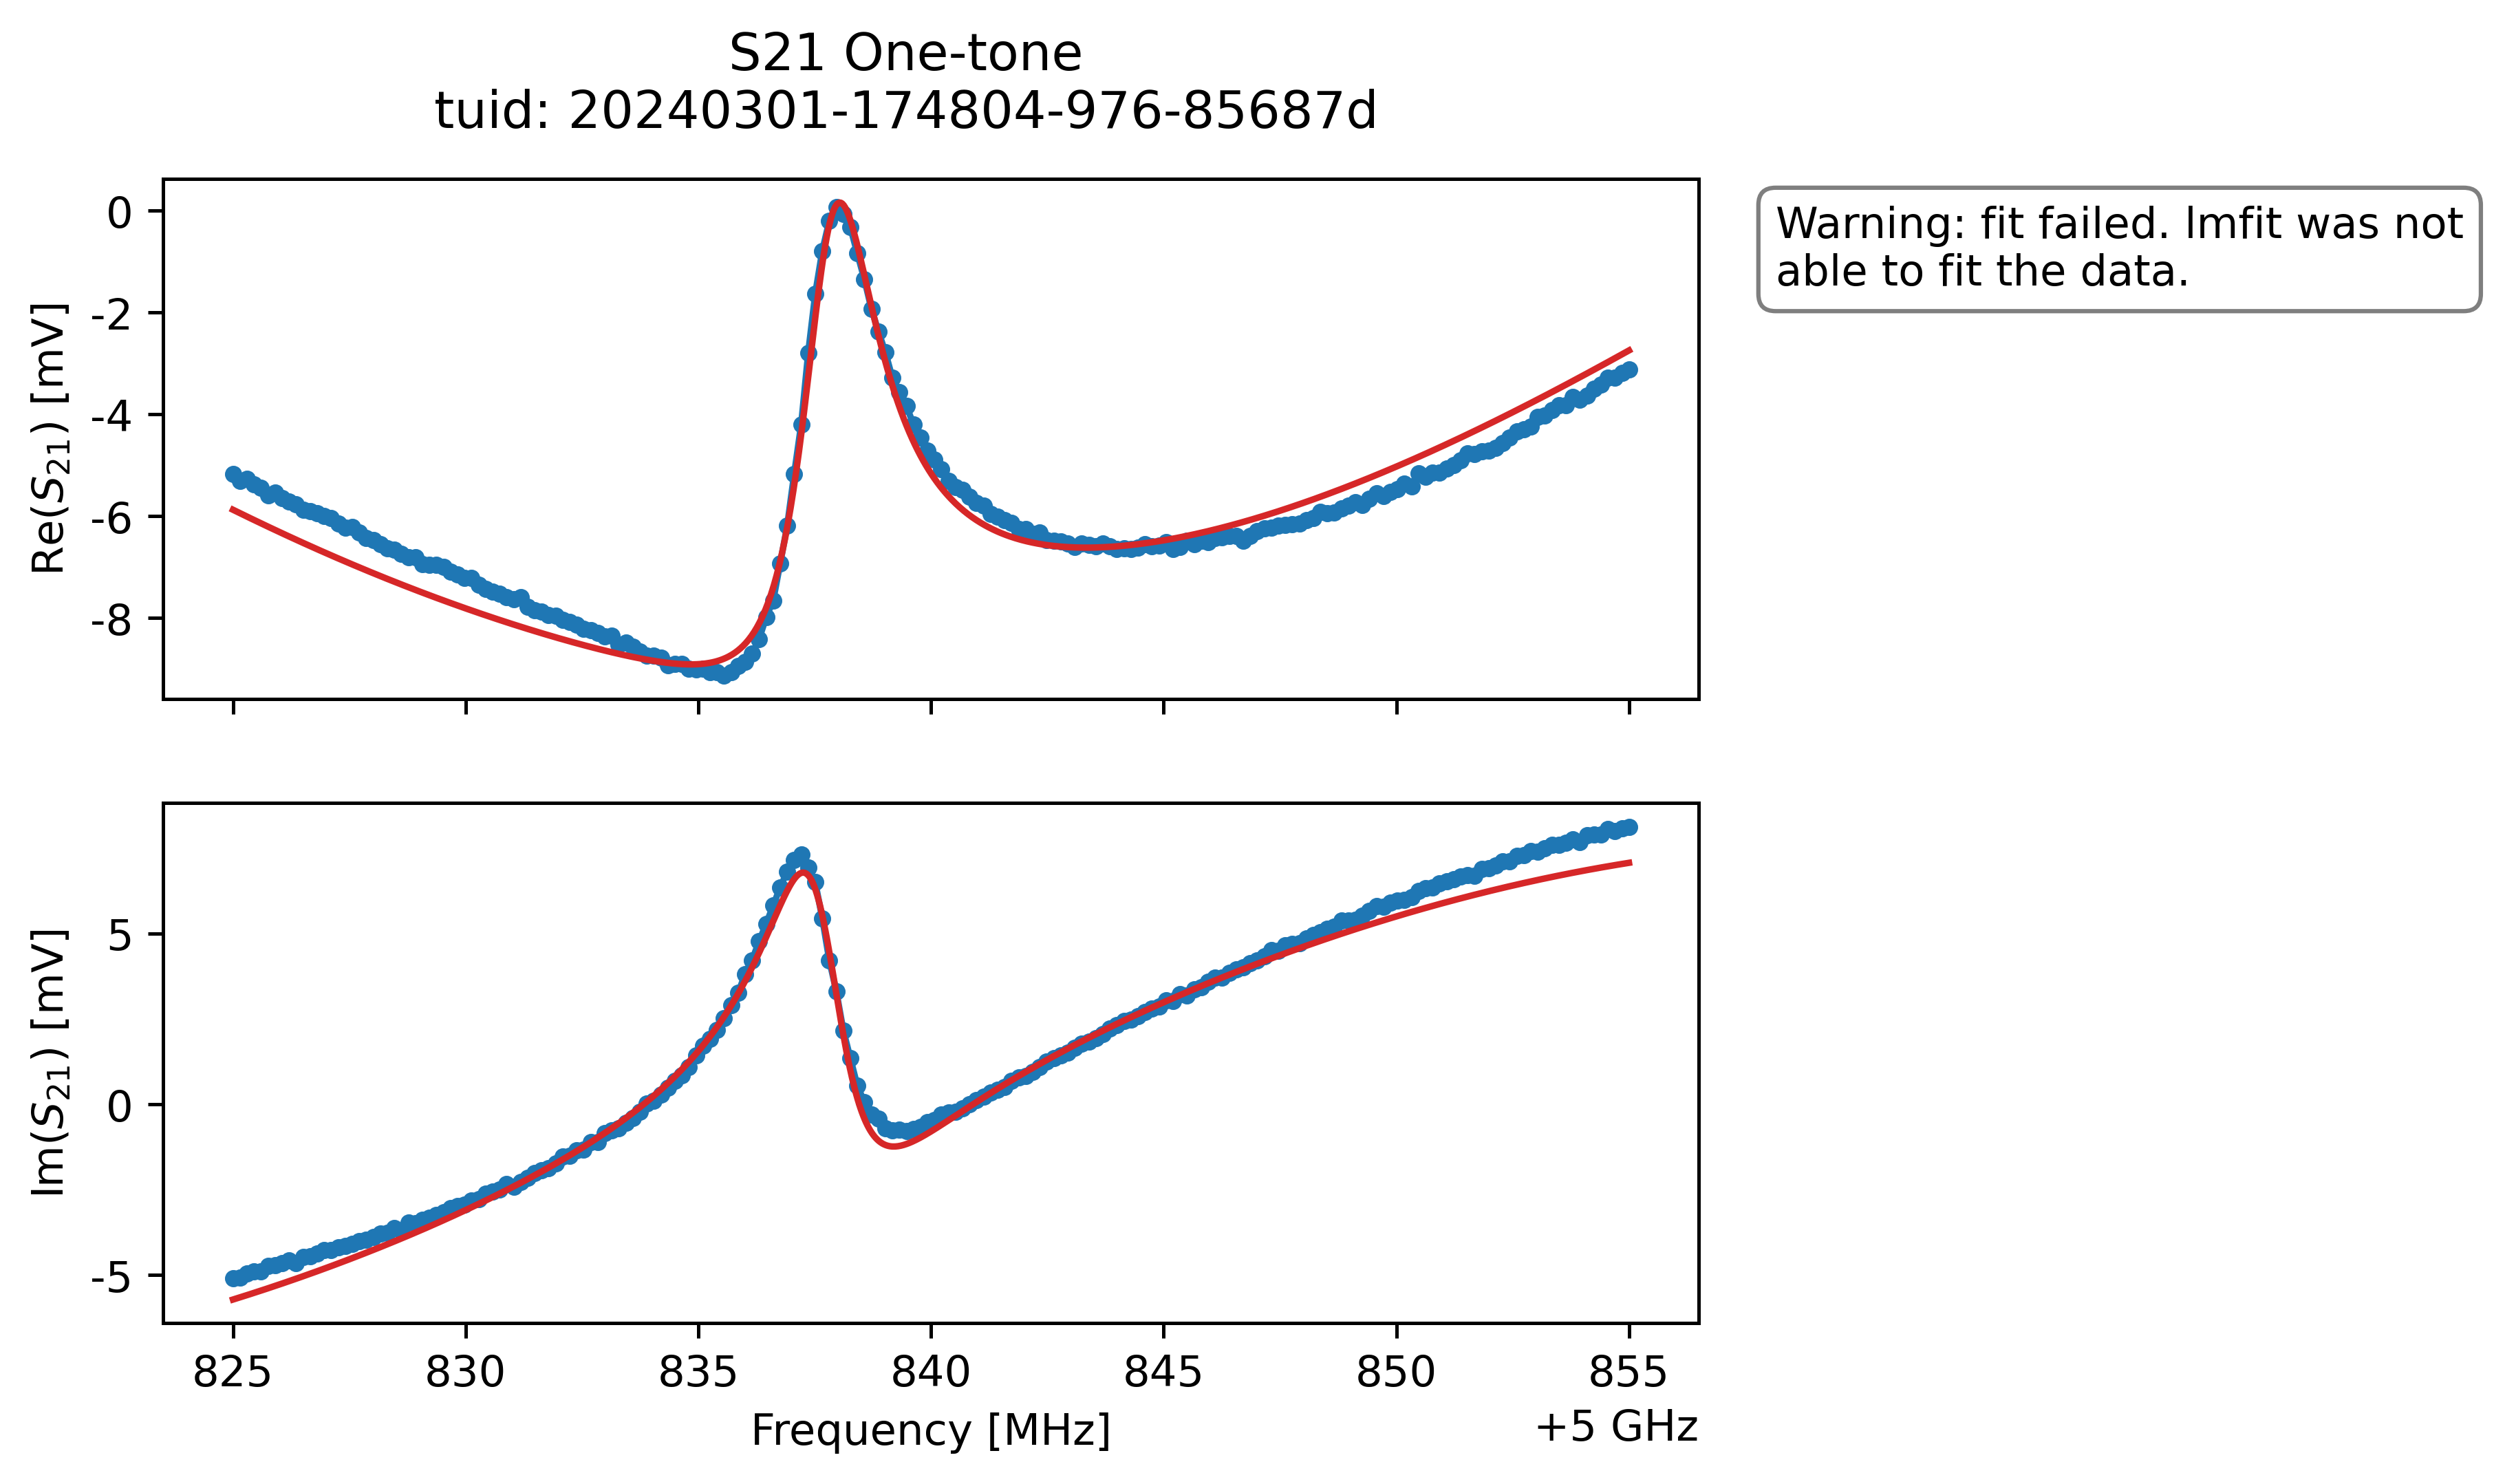 S21 One-tone
tuid: 20240301-174804-976-85687d
Warning: fit failed. lmfit was not
able to fit the data.
Re(S₂₁) [mV]
0
-2
-4
-6
-8
Im(S₂₁) [mV]
5
0
-5
825 830 835 840 845 850 855
Frequency [MHz]
+5 GHz